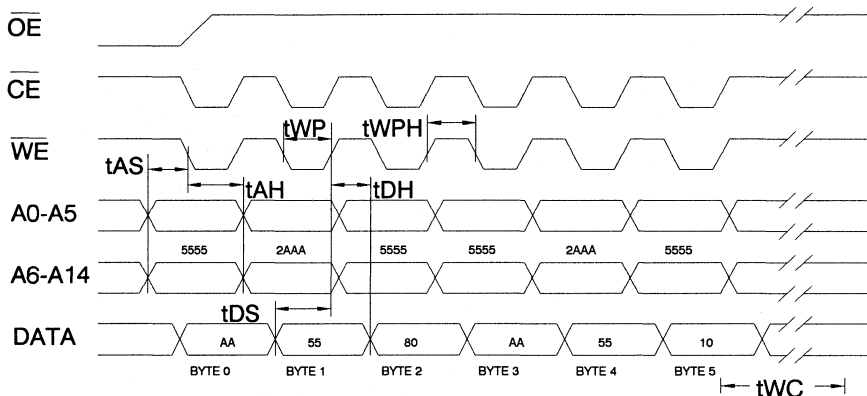 OE
CE
tWP tWPH
WE
tAS
tAH tDH
A0-A5
5555 2AAA 5555 5555 2AAA 5555
A6-A14
tDS
DATA
AA 55 80 AA 55 10
BYTE 0 BYTE 1 BYTE 2 BYTE 3 BYTE 4 BYTE 5
tWC